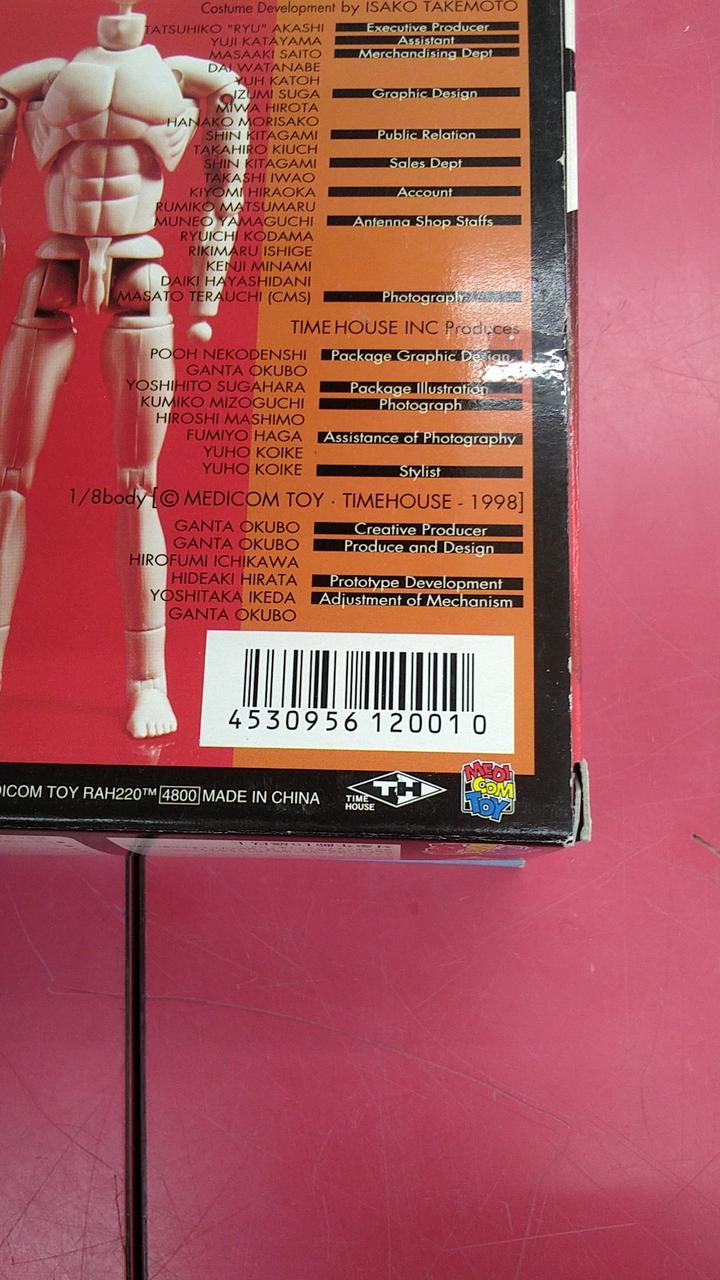 Costume Development by ISAKO TAKEMOTO
TATSUHIKO "RYU" AKASHI Executive Producer
YUJI KATAYAMA Assistant
MASAAKI SAITO Merchandising Dept
DAI WATANABE
YUH KATOH
IZUMI SUGA Graphic Design
MIWA HIROTA
HANAKO MORISAKO
SHIN KITAGAMI Public Relation
TAKAHIRO KIUCH
SHIN KITAGAMI Sales Dept
TAKASHI IWAO
KIYOMI HIRAOKA Account
RUMIKO MATSUMARU
MUNEO YAMAGUCHI Antenna Shop Staffs
RYUICHI KODAMA
RIKIMARU ISHIGE
KENJI MINAMI
DAIKI HAYASHIDANI
MASATO TERAUCHI (CMS)
TIME HOUSE INC Produces
POOH NEKODENSHI Package Graphic Design
GANTA OKUBO
YOSHIHITO SUGAHARA Package Illustration
KUMIKO MIZOGUCHI Photograph
HIROSHI MASHIMO
FUMIYO HAGA Assistance of Photography
YUHO KOIKE
YUHO KOIKE Stylist
1/8body [© MEDICOM TOY · TIMEHOUSE - 1998]
GANTA OKUBO Creative Producer
GANTA OKUBO Produce and Design
HIROFUMI ICHIKAWA
HIDEAKI HIRATA Prototype Development
YOSHITAKA IKEDA Adjustment of Mechanism
GANTA OKUBO
4530956 120010
DICOM TOY RAH220™ 4800 MADE IN CHINA
TH
TIME HOUSE
MEDI COM TOY